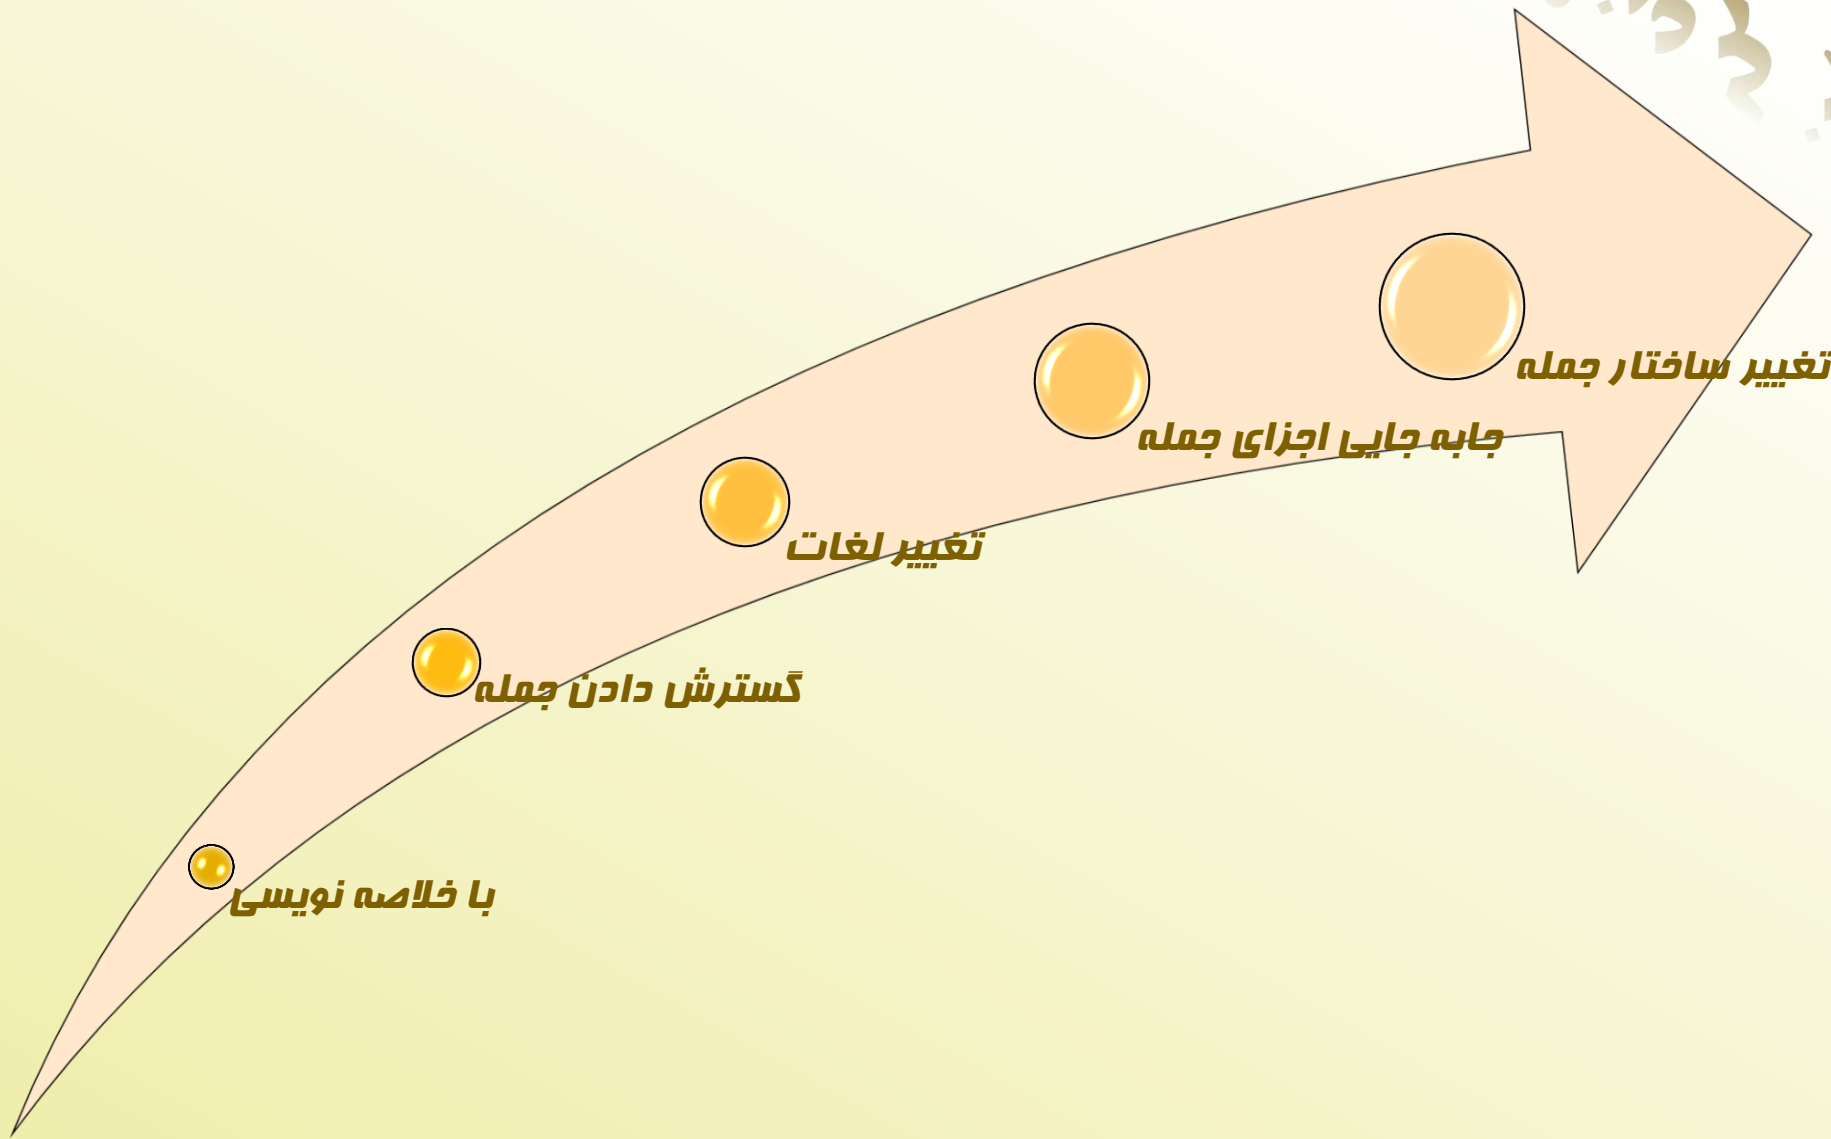 تغییر ساختار جمله
جابه جایی اجزای جمله
تغییر لغات
گسترش دادن جمله
با خلاصه نویسی